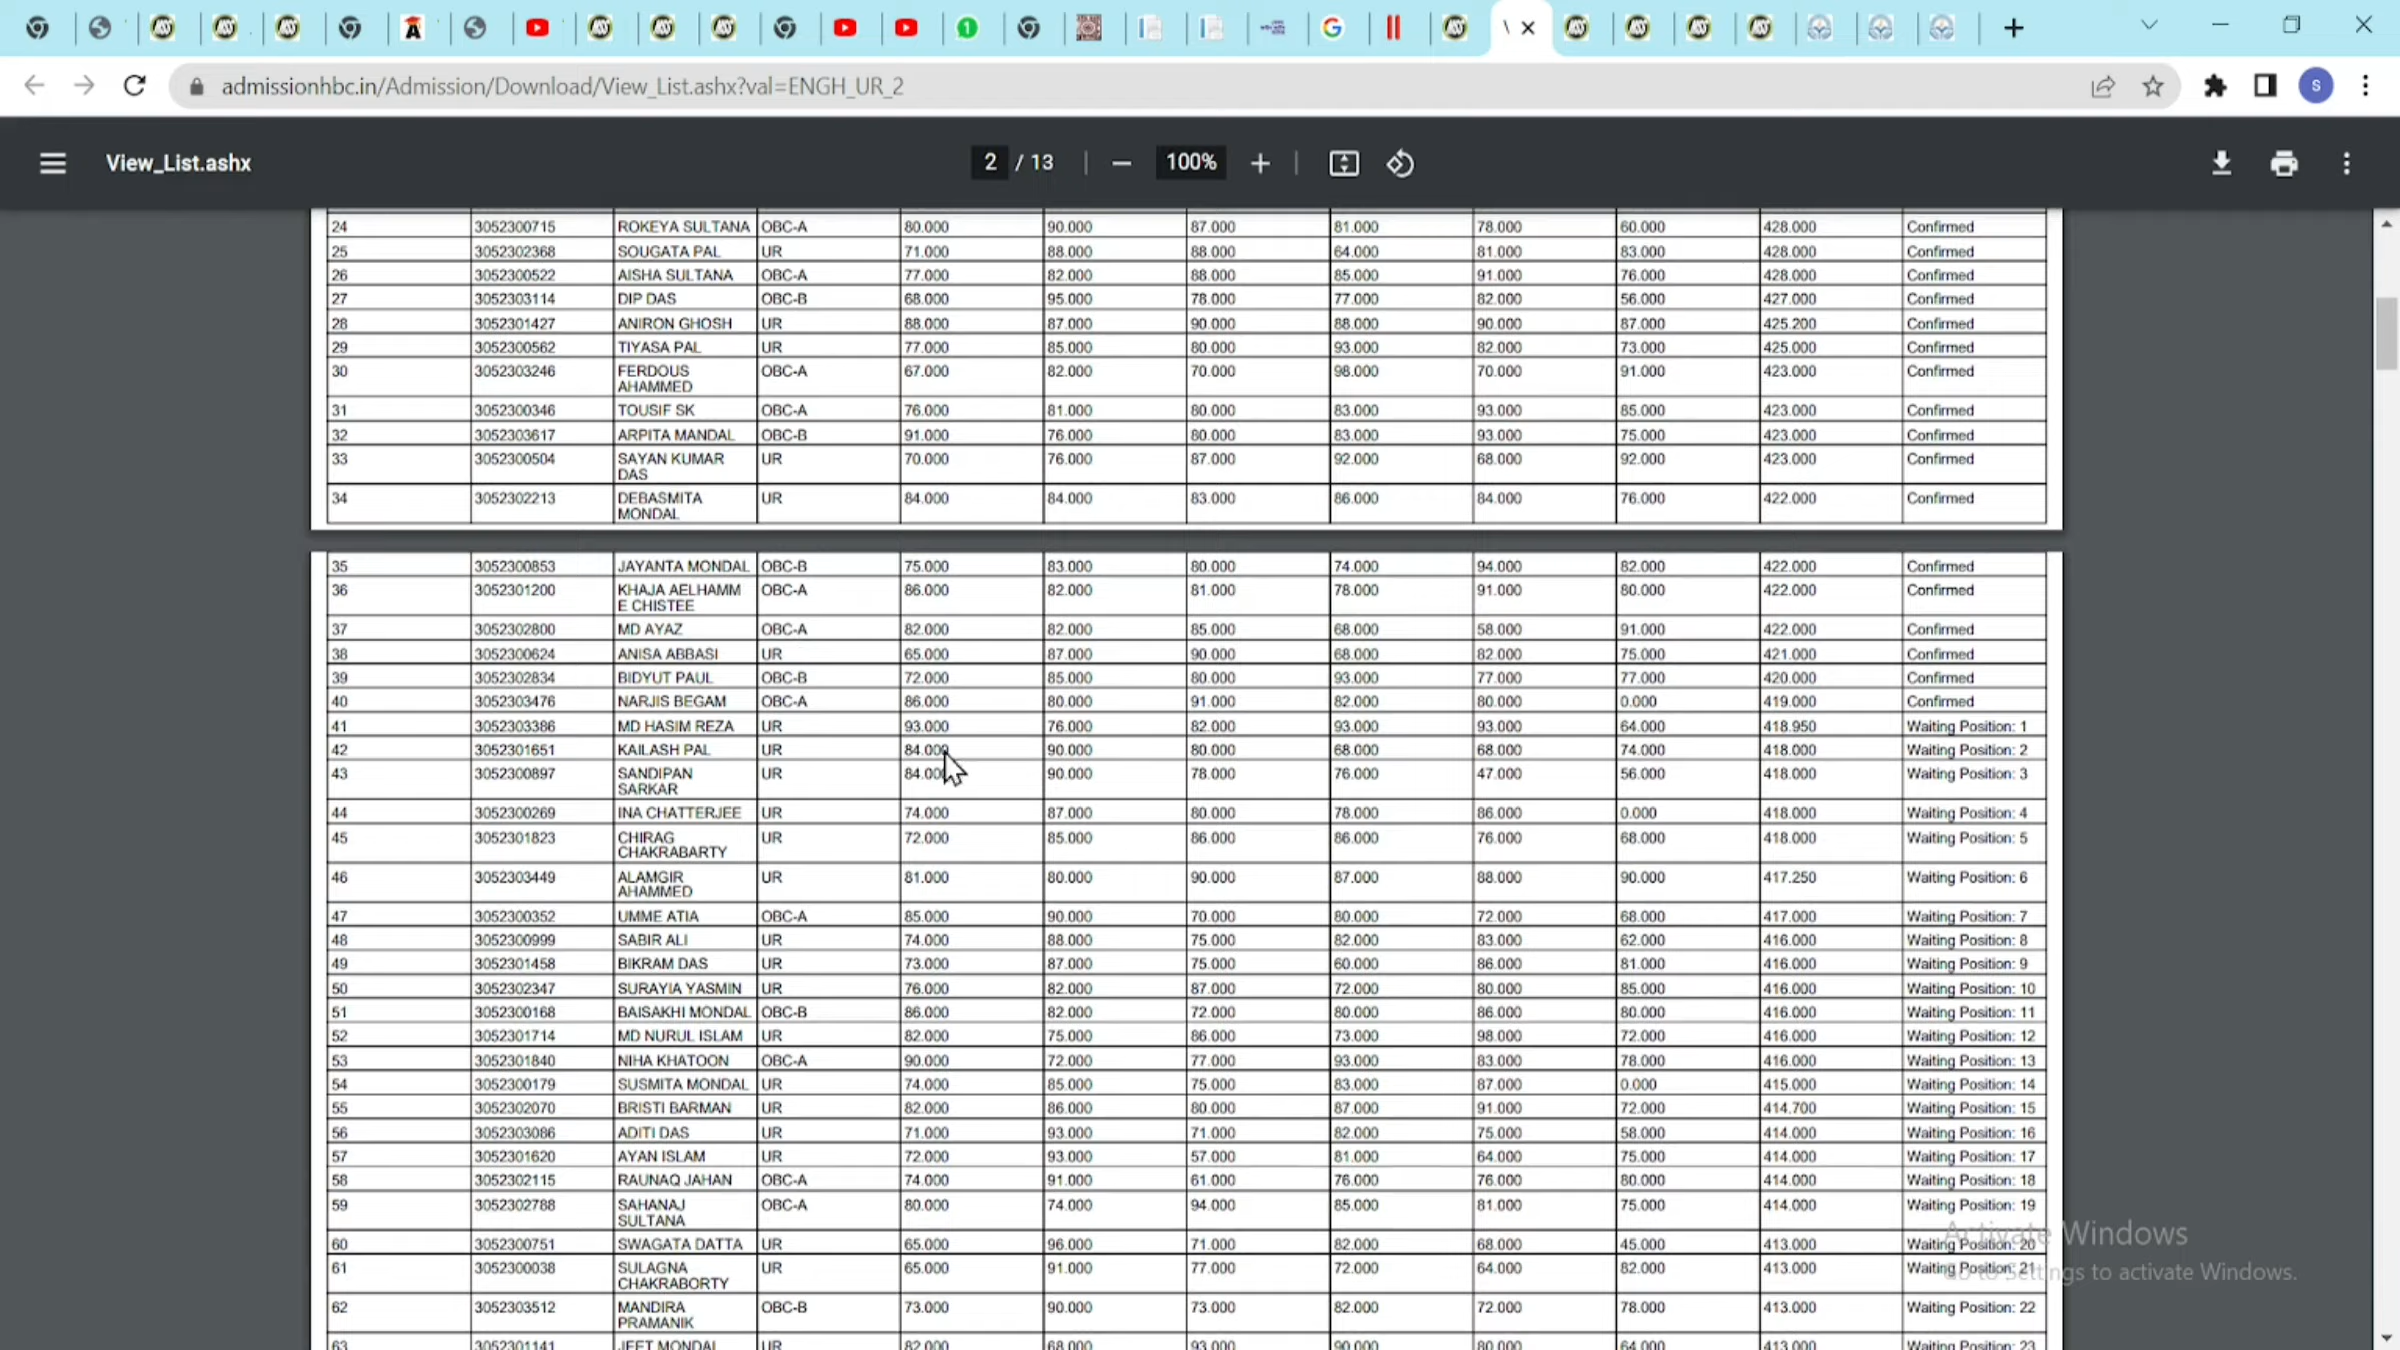 admissionhbc.in/Admission/Download/View_List.ashx?val=ENGH_UR_2
S
View_List.ashx 2 / 13 100%
24 3052300715 ROKEYA SULTANA OBC-A 80.000 90.000 87.000 81.000 78.000 60.000 428.000 Confirmed
25 3052302368 SOUGATA PAL UR 71.000 88.000 88.000 64.000 81.000 83.000 428.000 Confirmed
26 3052300522 AISHA SULTANA OBC-A 77.000 82.000 88.000 85.000 91.000 76.000 428.000 Confirmed
27 3052303114 DIP DAS OBC-B 68.000 95.000 78.000 77.000 82.000 56.000 427.000 Confirmed
28 3052301427 ANIRON GHOSH UR 88.000 87.000 90.000 88.000 90.000 87.000 425.200 Confirmed
29 3052300562 TIYASA PAL UR 77.000 85.000 80.000 93.000 82.000 73.000 425.000 Confirmed
30 3052303246 FERDOUS OBC-A 67.000 82.000 70.000 98.000 70.000 91.000 423.000 Confirmed
AHAMMED
31 3052300346 TOUSIF SK OBC-A 76.000 81.000 80.000 83.000 93.000 85.000 423.000 Confirmed
32 3052303617 ARPITA MANDAL OBC-B 91.000 76.000 80.000 83.000 93.000 75.000 423.000 Confirmed
33 3052300504 SAYAN KUMAR UR 70.000 76.000 87.000 92.000 68.000 92.000 423.000 Confirmed
DAS
34 3052302213 DEBASMITA UR 84.000 84.000 83.000 86.000 84.000 76.000 422.000 Confirmed
MONDAL
35 3052300853 JAYANTA MONDAL OBC-B 75.000 83.000 80.000 74.000 94.000 82.000 422.000 Confirmed
36 3052301200 KHAJA AELHAMM OBC-A 86.000 82.000 81.000 78.000 91.000 80.000 422.000 Confirmed
E CHISTEE
37 3052302800 MD AYAZ OBC-A 82.000 82.000 85.000 68.000 58.000 91.000 422.000 Confirmed
38 3052300624 ANISA ABBASI UR 65.000 87.000 90.000 68.000 82.000 75.000 421.000 Confirmed
39 3052302834 BIDYUT PAUL OBC-B 72.000 85.000 80.000 93.000 77.000 77.000 420.000 Confirmed
40 3052303476 NARJIS BEGAM OBC-A 86.000 80.000 91.000 82.000 80.000 0.000 419.000 Confirmed
41 3052303386 MD HASIM REZA UR 93.000 76.000 82.000 93.000 93.000 64.000 418.950 Waiting Position: 1
42 3052301651 KAILASH PAL UR 84.000 90.000 80.000 68.000 68.000 74.000 418.000 Waiting Position: 2
43 3052300897 SANDIPAN UR 84.000 90.000 78.000 76.000 47.000 56.000 418.000 Waiting Position: 3
SARKAR
44 3052300269 INA CHATTERJEE UR 74.000 87.000 80.000 78.000 86.000 0.000 418.000 Waiting Position: 4
45 3052301823 CHIRAG UR 72.000 85.000 86.000 86.000 76.000 68.000 418.000 Waiting Position: 5
CHAKRABARTY
46 3052303449 ALAMGIR UR 81.000 80.000 90.000 87.000 88.000 90.000 417.250 Waiting Position: 6
AHAMMED
47 3052300352 UMME ATIA OBC-A 85.000 90.000 70.000 80.000 72.000 68.000 417.000 Waiting Position: 7
48 3052300999 SABIR ALI UR 74.000 88.000 75.000 82.000 83.000 62.000 416.000 Waiting Position: 8
49 3052301458 BIKRAM DAS UR 73.000 87.000 75.000 60.000 86.000 81.000 416.000 Waiting Position: 9
50 3052302347 SURAYIA YASMIN UR 76.000 82.000 87.000 72.000 80.000 85.000 416.000 Waiting Position: 10
51 3052300168 BAISAKHI MONDAL OBC-B 86.000 82.000 72.000 80.000 86.000 80.000 416.000 Waiting Position: 11
52 3052301714 MD NURUL ISLAM UR 82.000 75.000 86.000 73.000 98.000 72.000 416.000 Waiting Position: 12
53 3052301840 NIHA KHATOON OBC-A 90.000 72.000 77.000 93.000 83.000 78.000 416.000 Waiting Position: 13
54 3052300179 SUSMITA MONDAL UR 74.000 85.000 75.000 83.000 87.000 0.000 415.000 Waiting Position: 14
55 3052302070 BRISTI BARMAN UR 82.000 86.000 80.000 87.000 91.000 72.000 414.700 Waiting Position: 15
56 3052303086 ADITI DAS UR 71.000 93.000 71.000 82.000 75.000 58.000 414.000 Waiting Position: 16
57 3052301620 AYAN ISLAM UR 72.000 93.000 57.000 81.000 64.000 75.000 414.000 Waiting Position: 17
58 3052302115 RAUNAQ JAHAN OBC-A 74.000 91.000 61.000 76.000 76.000 80.000 414.000 Waiting Position: 18
59 3052302788 SAHANAJ OBC-A 80.000 74.000 94.000 85.000 81.000 75.000 414.000 Waiting Position: 19
SULTANA
60 3052300751 SWAGATA DATTA UR 65.000 96.000 71.000 82.000 68.000 45.000 413.000 Waiting Position: 20
61 3052300038 SULAGNA UR 65.000 91.000 77.000 72.000 64.000 82.000 413.000 Waiting Position: 21
CHAKRABORTY
62 3052303512 MANDIRA OBC-B 73.000 90.000 73.000 82.000 72.000 78.000 413.000 Waiting Position: 22
PRAMANIK
63 3052301141 JEET MONDAL UR 82.000 68.000 93.000 90.000 80.000 64.000 413.000 Waiting Position: 23
Activate Windows
Go to Settings to activate Windows.